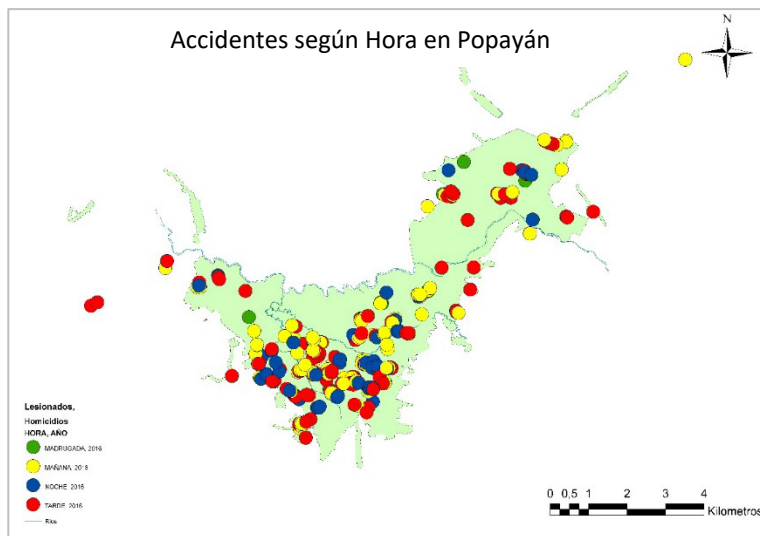 Accidentes según Hora en Popayán
N
Lesionados,
Homicidios
HORA, AÑO
MADRUGADA, 2016
MAÑANA, 2016
NOCHE, 2016
TARDE, 2016
Ríos
0 0,5 1 2 3 4
Kilometros